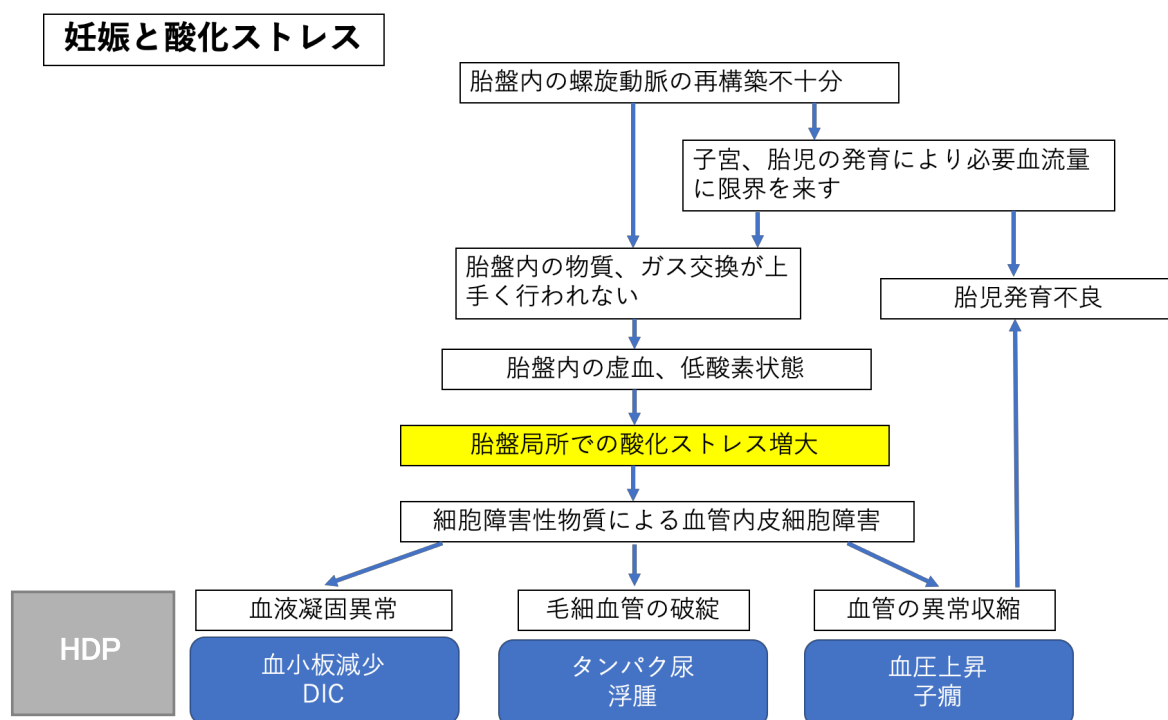 妊娠と酸化ストレス
胎盤内の螺旋動脈の再構築不十分
子宮、胎児の発育により必要血流量
に限界を来す
胎盤内の物質、ガス交換が上
手く行われない
胎児発育不良
胎盤内の虚血、低酸素状態
胎盤局所での酸化ストレス増大
細胞障害性物質による血管内皮細胞障害
血液凝固異常
毛細血管の破綻
血管の異常収縮
HDP
血小板減少
DIC
タンパク尿
浮腫
血圧上昇
子癇